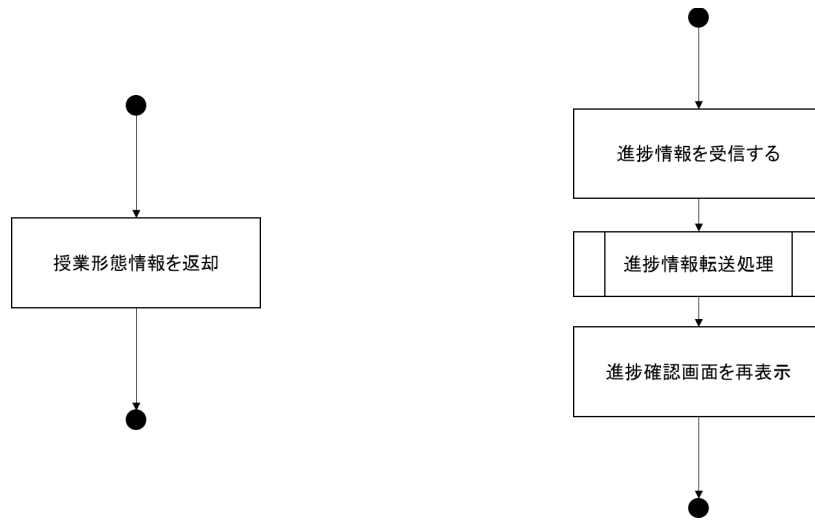 授業形態情報を返却
進捗情報を受信する
進捗情報転送処理
進捗確認画面を再表示